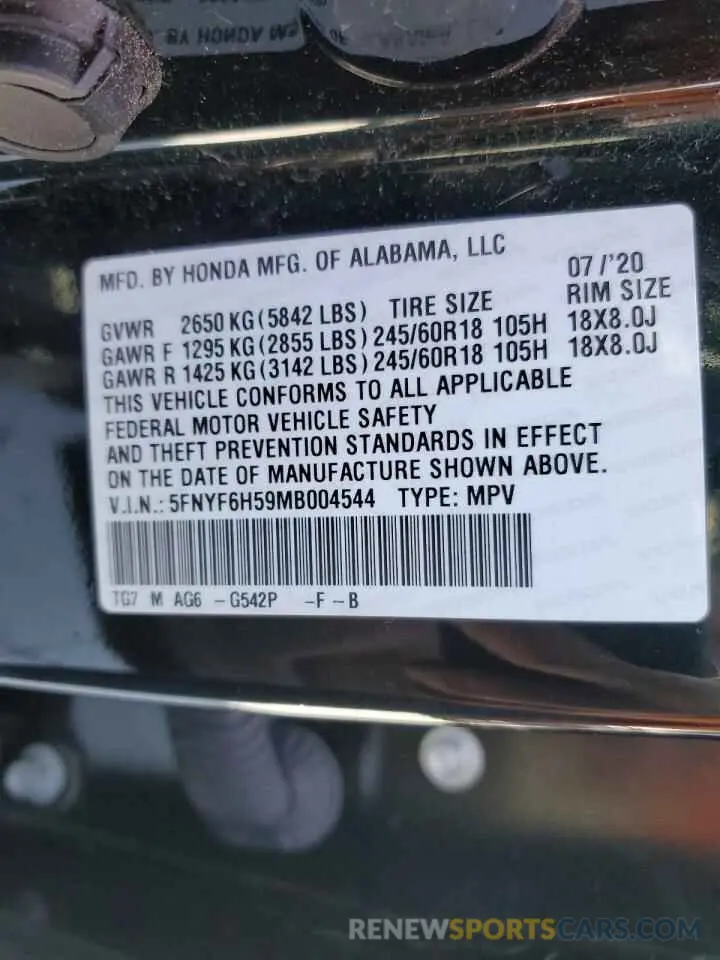 MFD. BY HONDA MFG. OF ALABAMA, LLC 07/'20
GVWR 2650 KG (5842 LBS) TIRE SIZE RIM SIZE
GAWR F 1295 KG (2855 LBS) 245/60R18 105H 18X8.0J
GAWR R 1425 KG (3142 LBS) 245/60R18 105H 18X8.0J
THIS VEHICLE CONFORMS TO ALL APPLICABLE
FEDERAL MOTOR VEHICLE SAFETY
AND THEFT PREVENTION STANDARDS IN EFFECT
ON THE DATE OF MANUFACTURE SHOWN ABOVE.
V.I.N.: 5FNYF6H59MB004544 TYPE: MPV
TG7 M AG6 -G542P -F-B
RENEWSPORTSCARS.COM